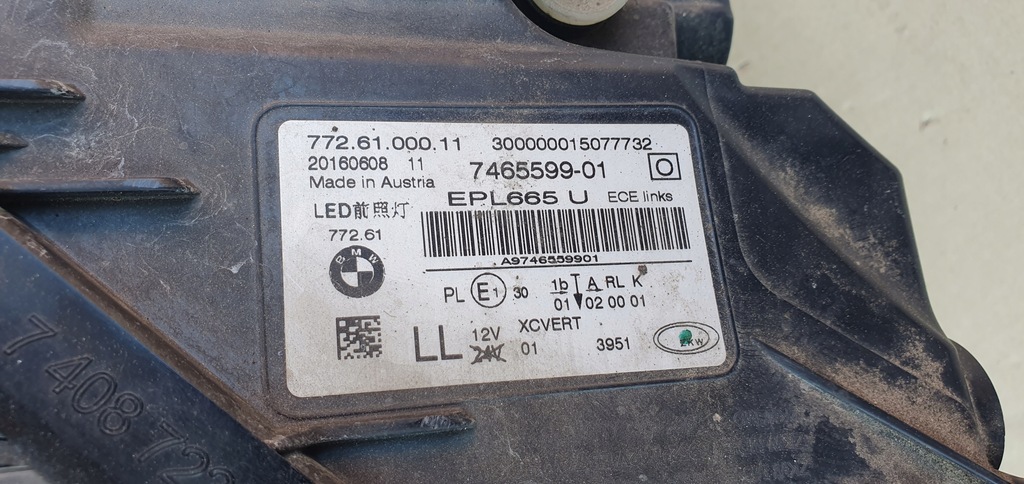 772.61.000.11 300000015077732
20160608 11 7465599-01
Made in Austria EPL665 U ECE links
LED前照灯
772.61
A9746559901
BMW
PL E1 30 1b A RL K
01 02 00 01
LL 12V XCVERT
24V 01 3951
ZKW
7 408 722